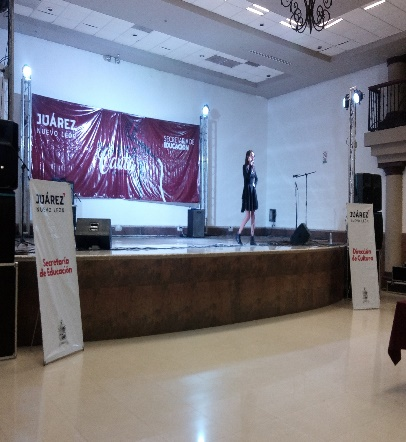 JUÁREZ
NUEVO LEÓN
SECRETARÍA DE
EDUCACIÓN
JUÁREZ
NUEVO LEÓN
Secretaría
de Educación
JUÁREZ
NUEVO LEÓN
Dirección
de Cultura